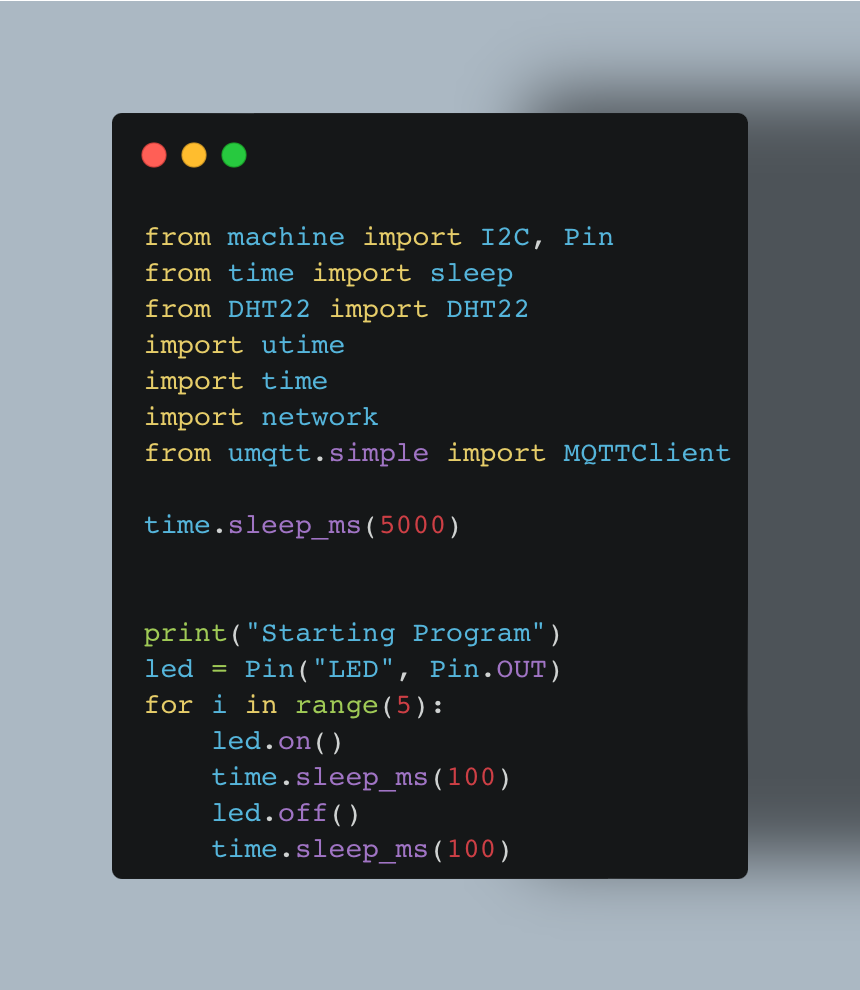 from machine import I2C, Pin
from time import sleep
from DHT22 import DHT22
import utime
import time
import network
from umqtt.simple import MQTTClient

time.sleep_ms(5000)


print("Starting Program")
led = Pin("LED", Pin.OUT)
for i in range(5):
    led.on()
    time.sleep_ms(100)
    led.off()
    time.sleep_ms(100)